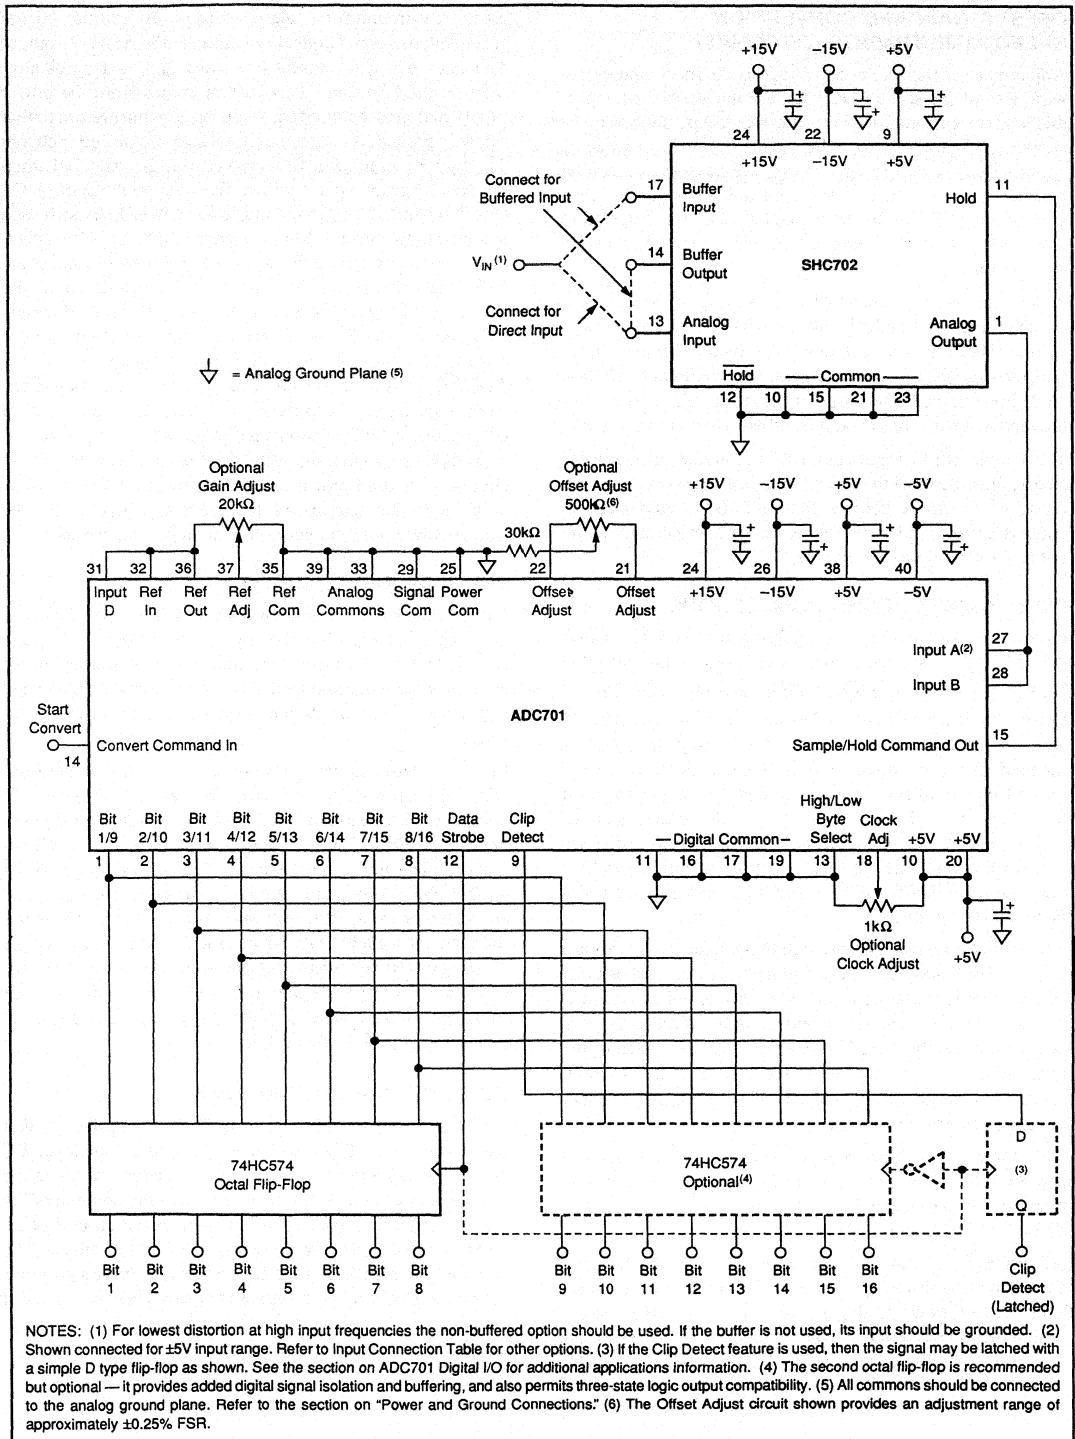 +15V –15V +5V
24 22 9
+15V –15V +5V
Connect for
Buffered Input
17 Buffer
Input
Hold 11
14 Buffer
Output
SHC702
VIN (1)
Connect for
Direct Input
13 Analog
Input
Analog
Output 1
Hold
Common
12 10 15 21 23
= Analog Ground Plane (5)
Optional
Gain Adjust
20kΩ
Optional
Offset Adjust
500kΩ(6)
30kΩ
+15V –15V +5V –5V
31 32 36 37 35 39 33 29 25 22 21 24 26 38 40
Input
D
Ref
In
Ref
Out
Ref
Adj
Ref
Com
Analog
Commons
Signal
Com
Power
Com
Offset
Adjust
Offset
Adjust
+15V –15V +5V –5V
Input A(2) 27
Input B 28
Start
Convert
14
Convert Command In
ADC701
Sample/Hold Command Out 15
Bit
1/9
Bit
2/10
Bit
3/11
Bit
4/12
Bit
5/13
Bit
6/14
Bit
7/15
Bit
8/16
Data
Strobe
Clip
Detect
Digital Common
High/Low
Byte
Select
Clock
Adj
+5V +5V
1 2 3 4 5 6 7 8 12 9 11 16 17 19 13 18 10 20
1kΩ
Optional
Clock Adjust
+5V
74HC574
Octal Flip-Flop
74HC574
Optional(4)
D
(3)
Q
Bit
1
Bit
2
Bit
3
Bit
4
Bit
5
Bit
6
Bit
7
Bit
8
Bit
9
Bit
10
Bit
11
Bit
12
Bit
13
Bit
14
Bit
15
Bit
16
Clip
Detect
(Latched)
NOTES: (1) For lowest distortion at high input frequencies the non-buffered option should be used. If the buffer is not used, its input should be grounded. (2)
Shown connected for ±5V input range. Refer to Input Connection Table for other options. (3) If the Clip Detect feature is used, then the signal may be latched with
a simple D type flip-flop as shown. See the section on ADC701 Digital I/O for additional applications information. (4) The second octal flip-flop is recommended
but optional — it provides added digital signal isolation and buffering, and also permits three-state logic output compatibility. (5) All commons should be connected
to the analog ground plane. Refer to the section on “Power and Ground Connections.” (6) The Offset Adjust circuit shown provides an adjustment range of
approximately ±0.25% FSR.